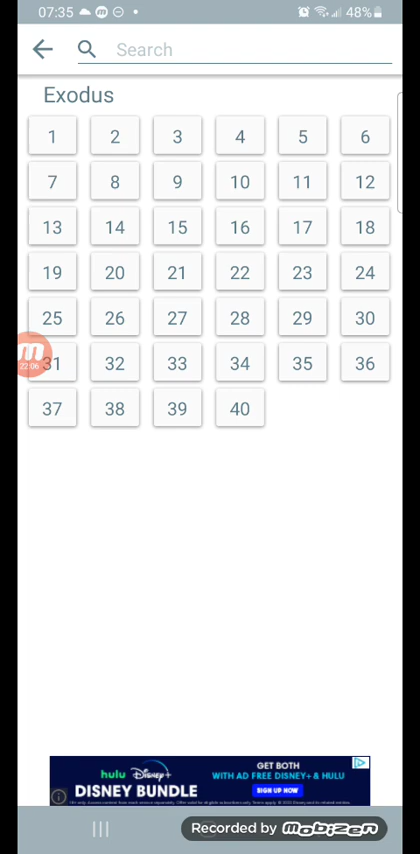 07:35
48%
Search
Exodus
1 2 3 4 5 6
7 8 9 10 11 12
13 14 15 16 17 18
19 20 21 22 23 24
25 26 27 28 29 30
31 32 33 34 35 36
22:06
37 38 39 40
hulu Disney+
DISNEY BUNDLE
GET BOTH
WITH AD FREE DISNEY+ & HULU
SIGN UP NOW
Recorded by mobizen